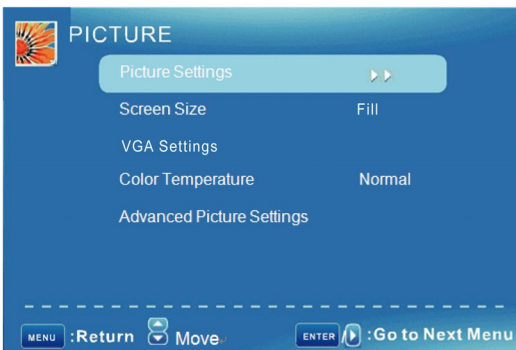 PICTURE
Picture Settings
Screen Size Fill
VGA Settings
Color Temperature Normal
Advanced Picture Settings
MENU :Return Move ENTER / :Go to Next Menu